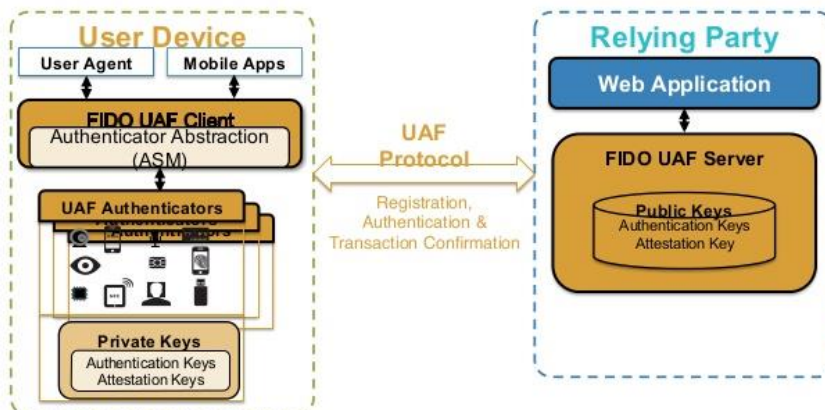 User Device
User Agent
Mobile Apps
FIDO UAF Client
Authenticator Abstraction
(ASM)
UAF Authenticators
Authenticators
Authenticators
Private Keys
Authentication Keys
Attestation Keys
UAF
Protocol
Registration,
Authentication &
Transaction Confirmation
Relying Party
Web Application
FIDO UAF Server
Public Keys
Authentication Keys
Attestation Key